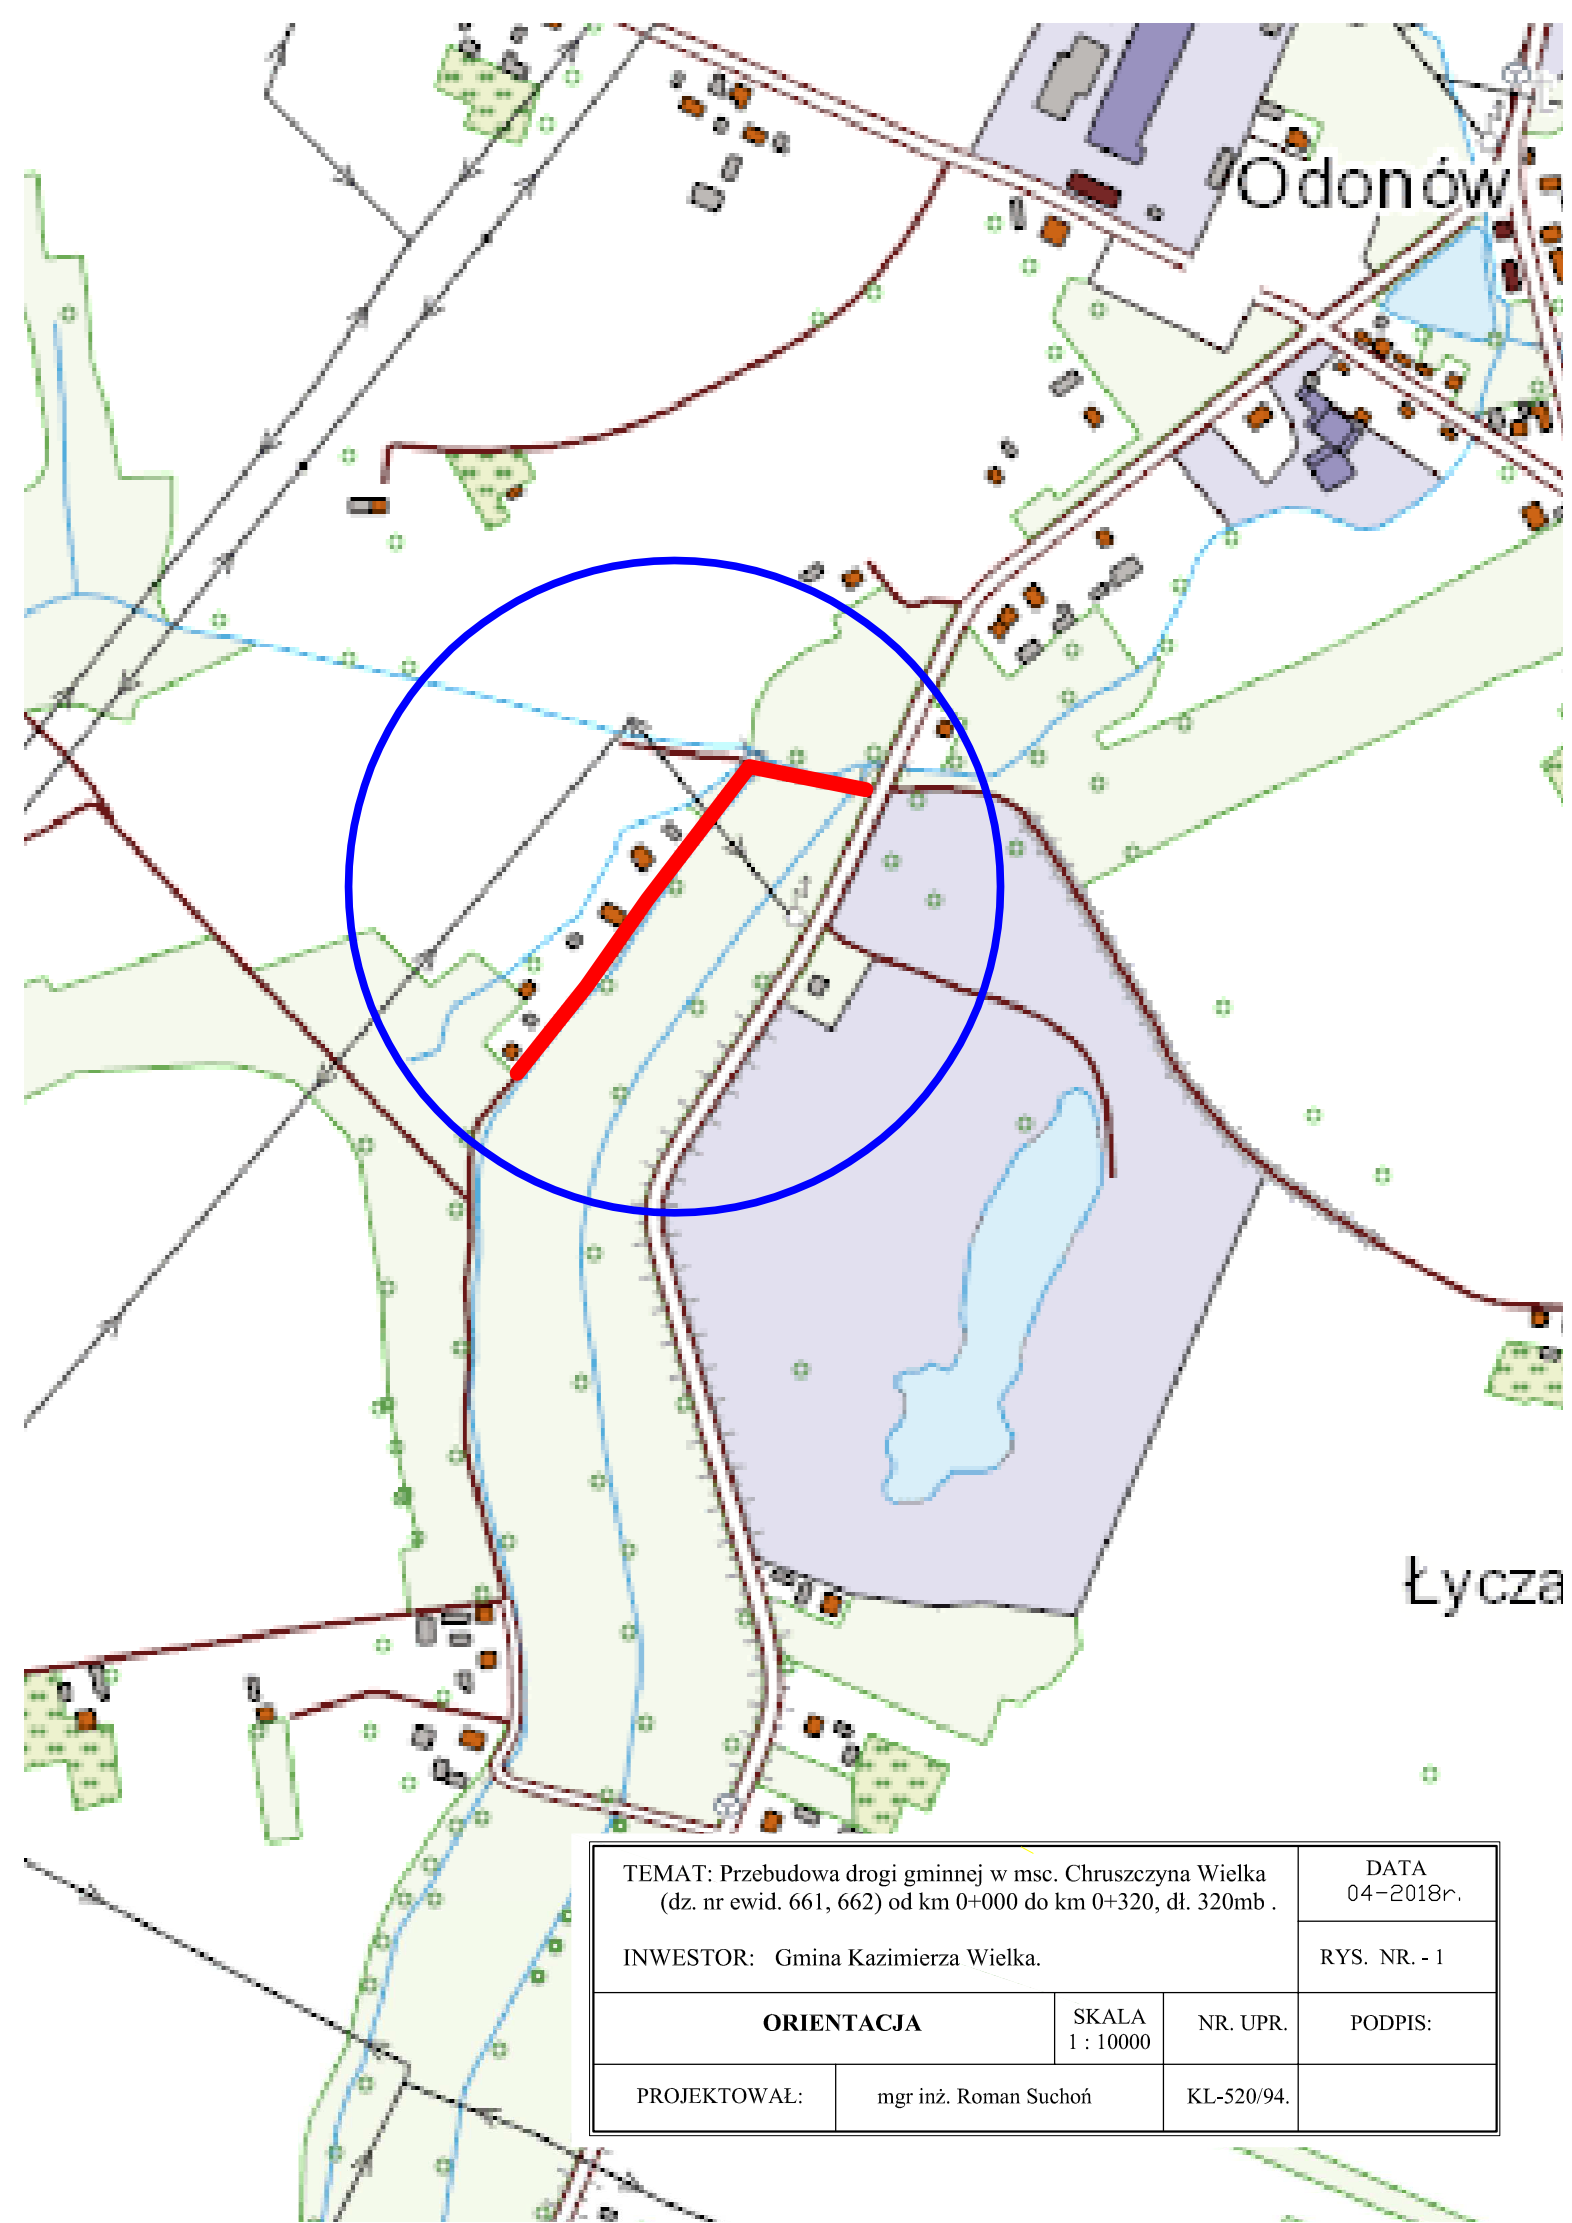 Odonów
Łycza
TEMAT: Przebudowa drogi gminnej w msc. Chruszczyna Wielka
(dz. nr ewid. 661, 662) od km 0+000 do km 0+320, dł. 320mb .
DATA
04-2018r.
INWESTOR: Gmina Kazimierza Wielka.
RYS. NR. - 1
ORIENTACJA
SKALA
1 : 10000
NR. UPR.
PODPIS:
PROJEKTOWAŁ:
mgr inż. Roman Suchoń
KL-520/94.